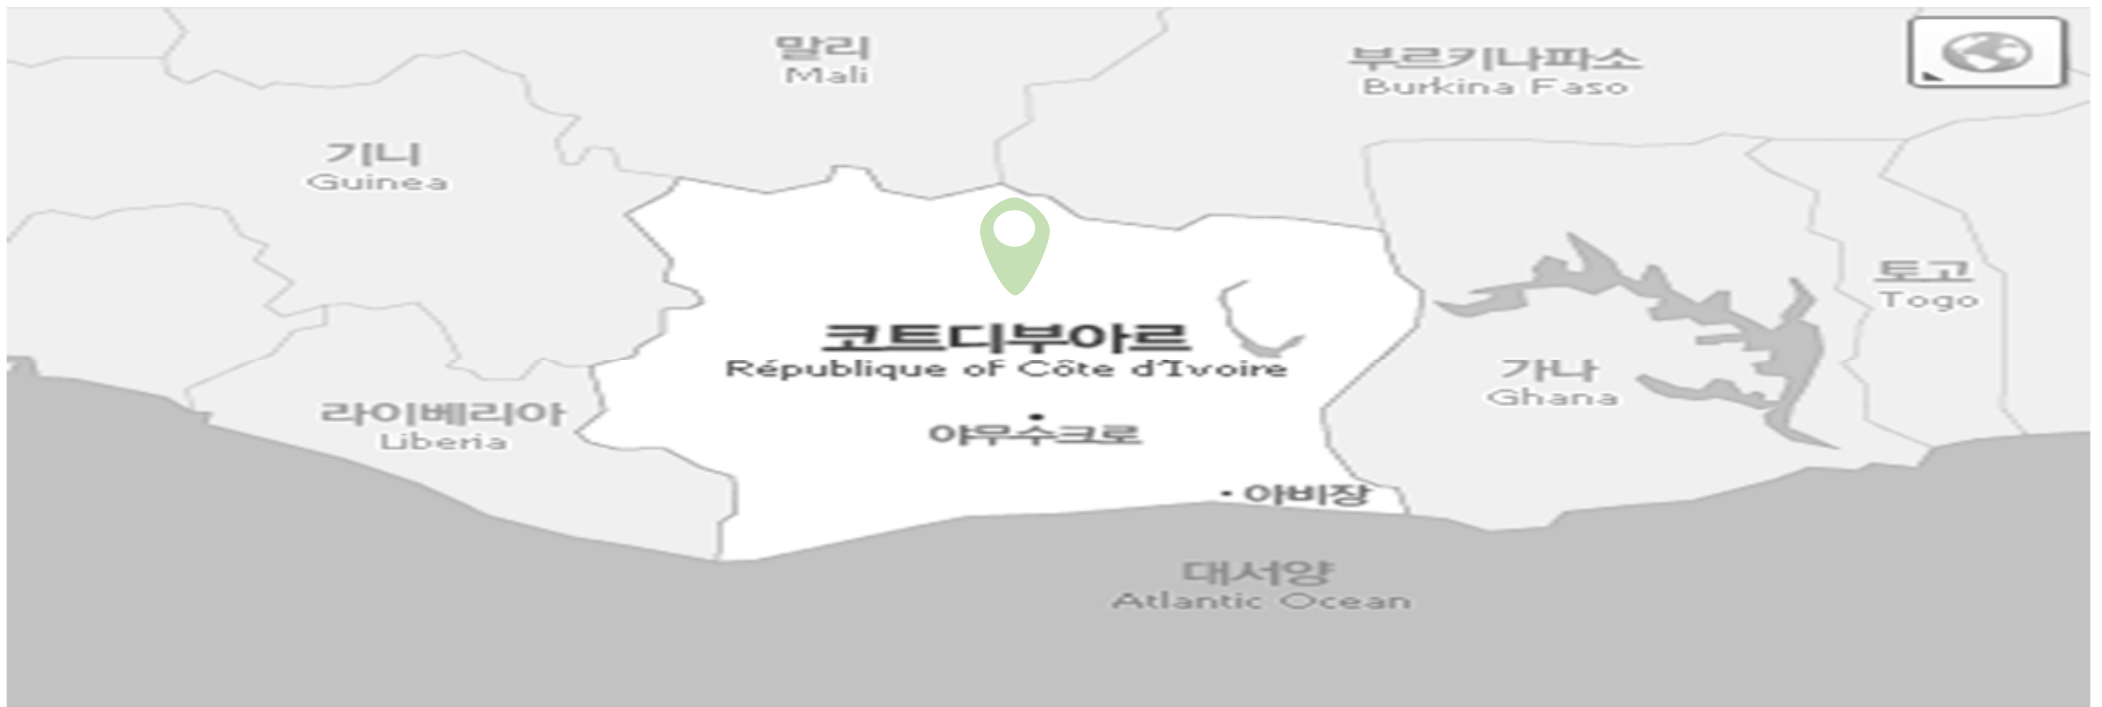 말리
Mali
부르키나파소
Burkina Faso
기니
Guinea
토고
Togo
코트디부아르
République of Côte d'Ivoire
가나
Ghana
라이베리아
Liberia
야무수크로
아비장
대서양
Atlantic Ocean